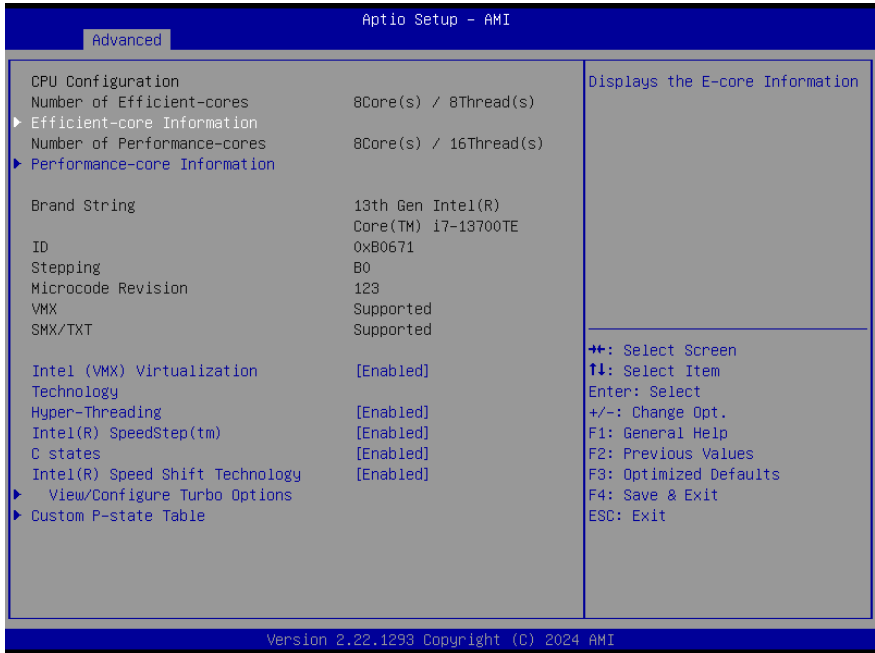 Aptio Setup - AMI
Advanced
CPU Configuration
Number of Efficient-cores 8Core(s) / 8Thread(s)
Efficient-core Information
Number of Performance-cores 8Core(s) / 16Thread(s)
Performance-core Information
Brand String 13th Gen Intel(R)
Core(TM) i7-13700TE
ID 0xB0671
Stepping B0
Microcode Revision 123
VMX Supported
SMX/TXT Supported
Intel (VMX) Virtualization [Enabled]
Technology
Hyper-Threading [Enabled]
Intel(R) SpeedStep(tm) [Enabled]
C states [Enabled]
Intel(R) Speed Shift Technology [Enabled]
View/Configure Turbo Options
Custom P-state Table
Displays the E-core Information
→←: Select Screen
↑↓: Select Item
Enter: Select
+/-: Change Opt.
F1: General Help
F2: Previous Values
F3: Optimized Defaults
F4: Save & Exit
ESC: Exit
Version 2.22.1293 Copyright (C) 2024 AMI